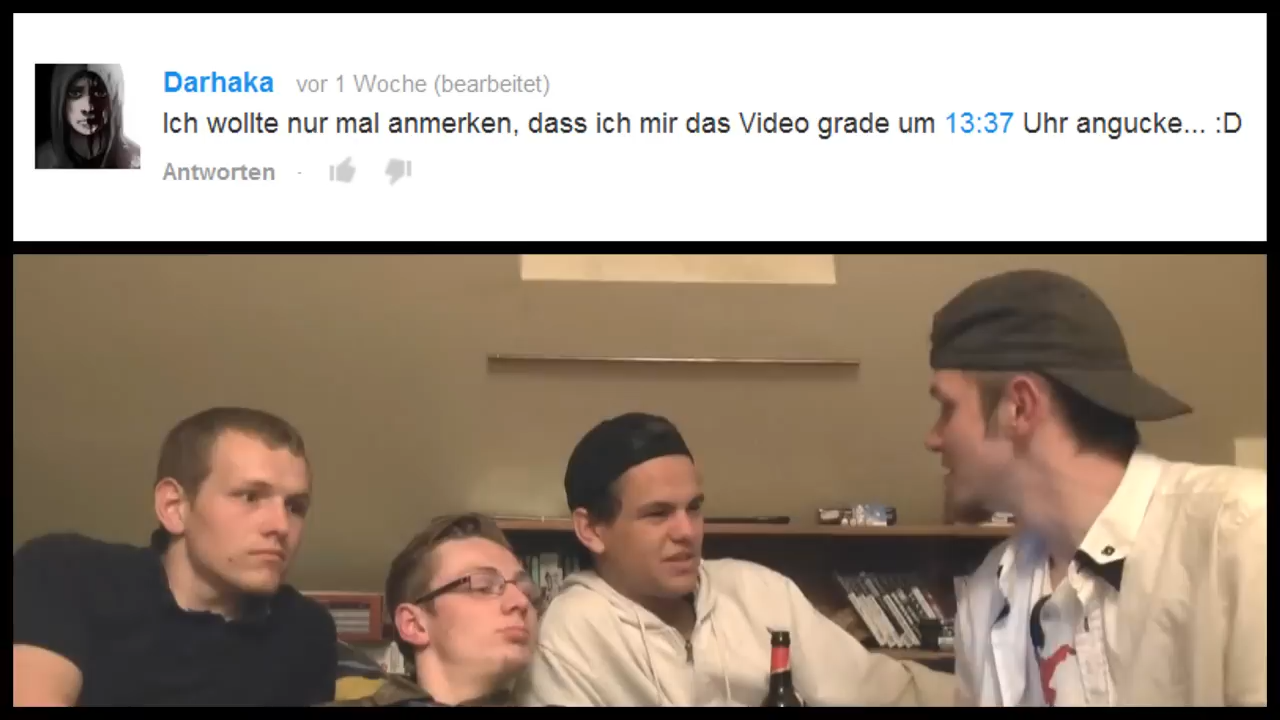 Darhaka vor 1 Woche (bearbeitet)
Ich wollte nur mal anmerken, dass ich mir das Video grade um 13:37 Uhr angucke... :D
Antworten ·